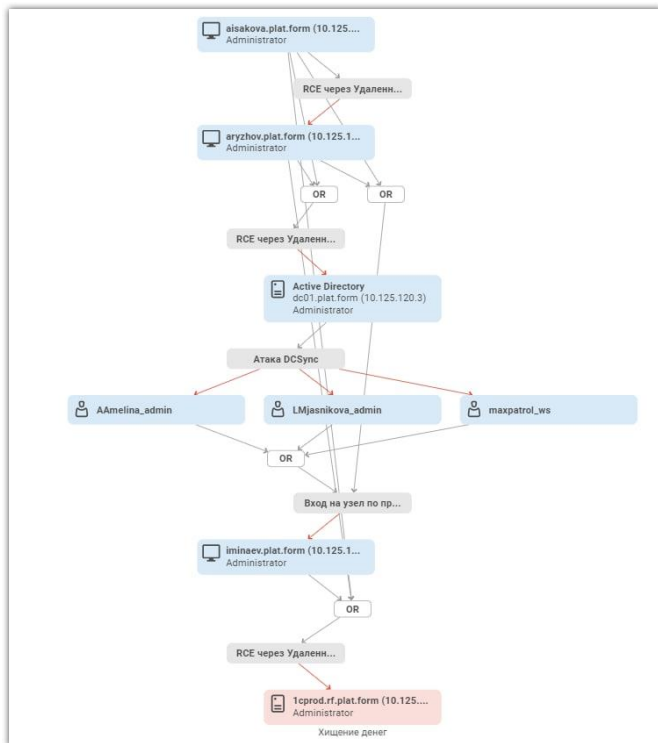 aisakova.plat.form (10.125....
Administrator
RCE через Удаленн...
aryzhov.plat.form (10.125.1...
Administrator
OR
OR
RCE через Удаленн...
Active Directory
dc01.plat.form (10.125.120.3)
Administrator
Атака DCSync
AAmelina_admin
LMjasnikova_admin
maxpatrol_ws
OR
Вход на узел по пр...
iminaev.plat.form (10.125.1...
Administrator
OR
RCE через Удаленн...
1cprod.rf.plat.form (10.125....
Administrator
Хищение денег